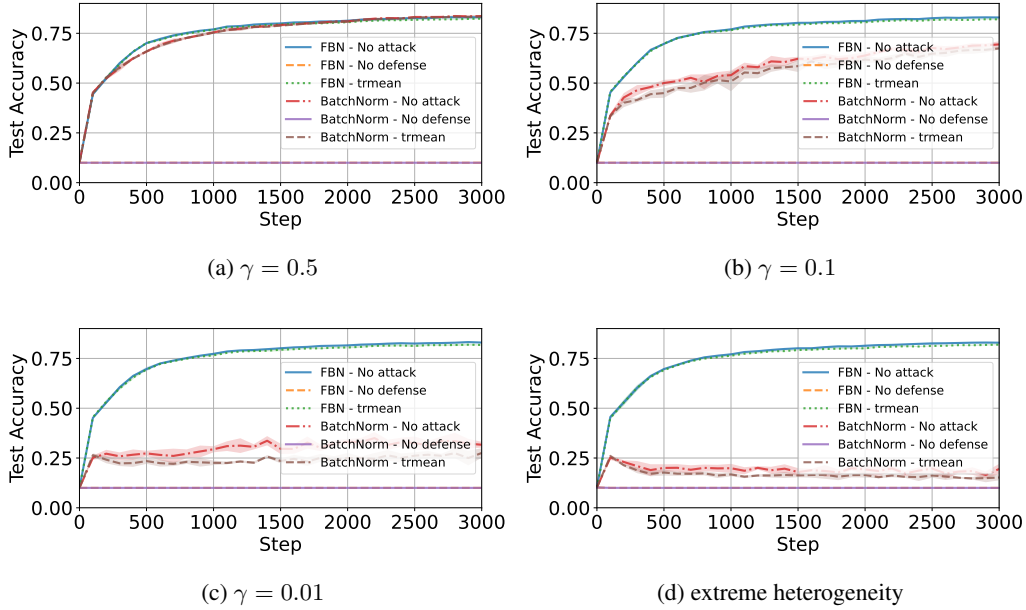 Test Accuracy
0.75
0.50
0.25
0.00
FBN - No attack
FBN - No defense
FBN - trmean
BatchNorm - No attack
BatchNorm - No defense
BatchNorm - trmean
0 500 1000 1500 2000 2500 3000
Step
(a) γ = 0.5
Test Accuracy
0.75
0.50
0.25
0.00
FBN - No attack
FBN - No defense
FBN - trmean
BatchNorm - No attack
BatchNorm - No defense
BatchNorm - trmean
0 500 1000 1500 2000 2500 3000
Step
(b) γ = 0.1
Test Accuracy
0.75
0.50
0.25
0.00
FBN - No attack
FBN - No defense
FBN - trmean
BatchNorm - No attack
BatchNorm - No defense
BatchNorm - trmean
0 500 1000 1500 2000 2500 3000
Step
(c) γ = 0.01
Test Accuracy
0.75
0.50
0.25
0.00
FBN - No attack
FBN - No defense
FBN - trmean
BatchNorm - No attack
BatchNorm - No defense
BatchNorm - trmean
0 500 1000 1500 2000 2500 3000
Step
(d) extreme heterogeneity